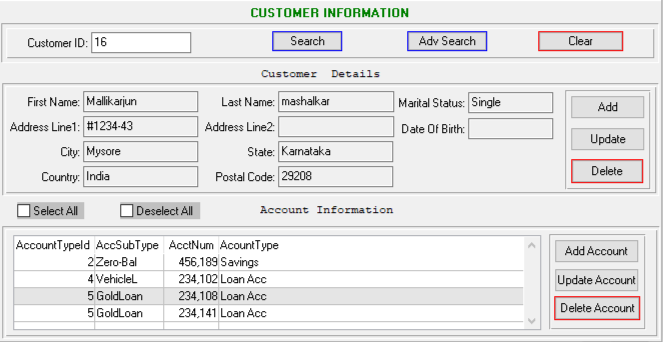 CUSTOMER INFORMATION
Customer ID: 16 Search Adv Search Clear
Customer Details
First Name: Mallikarjun Last Name: mashalkar Marital Status: Single Add
Address Line1: #1234-43 Address Line2: Date Of Birth: Update
City: Mysore State: Karnataka
Country: India Postal Code: 29208 Delete
Select All Deselect All Account Information
AccountTypeId AccSubType AcctNum AcountType Add Account
2 Zero-Bal 456,189 Savings
4 VehicleL 234,102 Loan Acc Update Account
5 GoldLoan 234,108 Loan Acc Delete Account
5 GoldLoan 234,141 Loan Acc